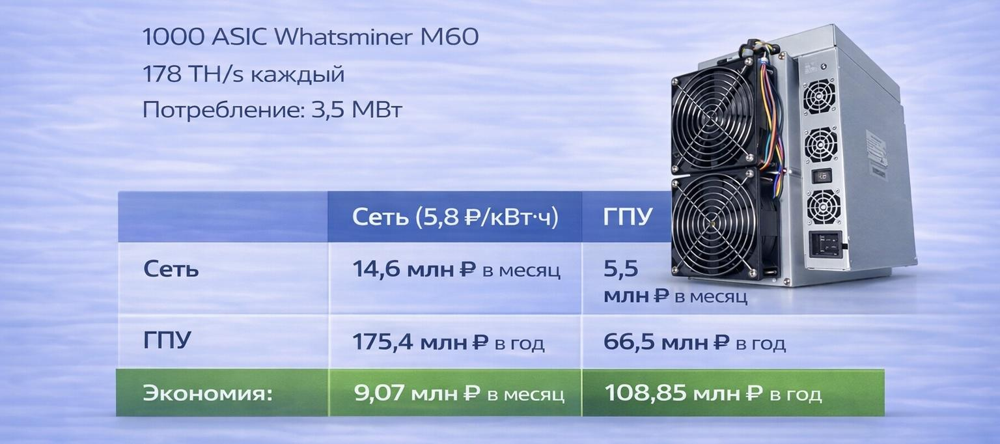 1000 ASIC Whatsminer M60
178 TH/s каждый
Потребление: 3,5 МВт
Сеть (5,8 ₽/кВт·ч) ГПУ
Сеть 14,6 млн ₽ в месяц 5,5
млн ₽ в месяц
ГПУ 175,4 млн ₽ в год 66,5 млн ₽ в год
Экономия: 9,07 млн ₽ в месяц 108,85 млн ₽ в год